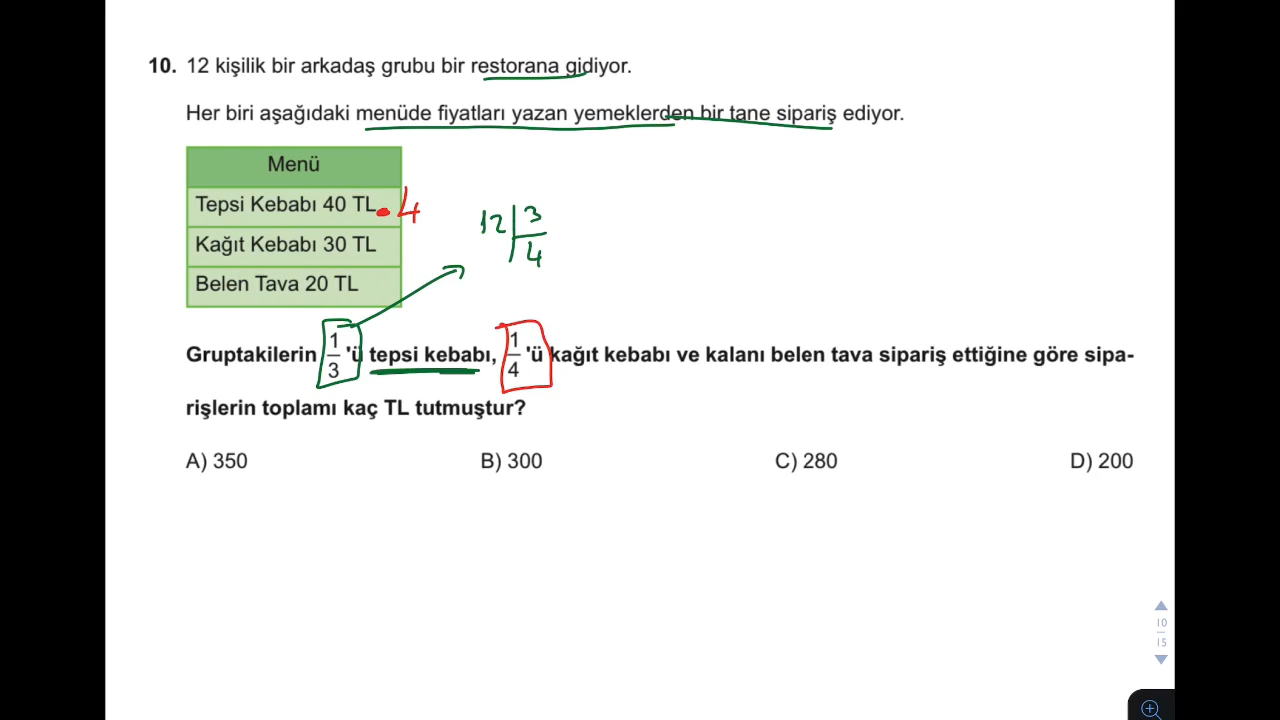 10. 12 kişilik bir arkadaş grubu bir restorana gidiyor.
Her biri aşağıdaki menüde fiyatları yazan yemeklerden bir tane sipariş ediyor.
Menü
Tepsi Kebabı 40 TL . 4
Kağıt Kebabı 30 TL
Belen Tava 20 TL
12 | 3
4
Gruptakilerin 1/3 'ü tepsi kebabı, 1/4 'ü kağıt kebabı ve kalanı belen tava sipariş ettiğine göre sipa-
rişlerin toplamı kaç TL tutmuştur?
A) 350 B) 300 C) 280 D) 200
10
15